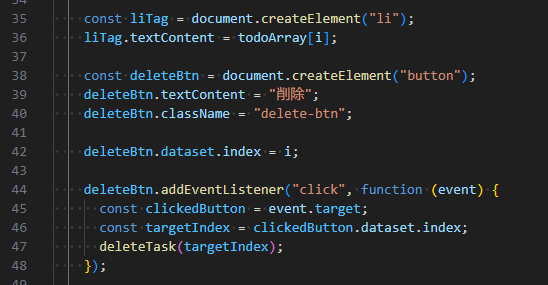 35 const liTag = document.createElement("li");
36 liTag.textContent = todoArray[i];
37
38 const deleteBtn = document.createElement("button");
39 deleteBtn.textContent = "削除";
40 deleteBtn.className = "delete-btn";
41
42 deleteBtn.dataset.index = i;
43
44 deleteBtn.addEventListener("click", function (event) {
45 const clickedButton = event.target;
46 const targetIndex = clickedButton.dataset.index;
47 deleteTask(targetIndex);
48 });